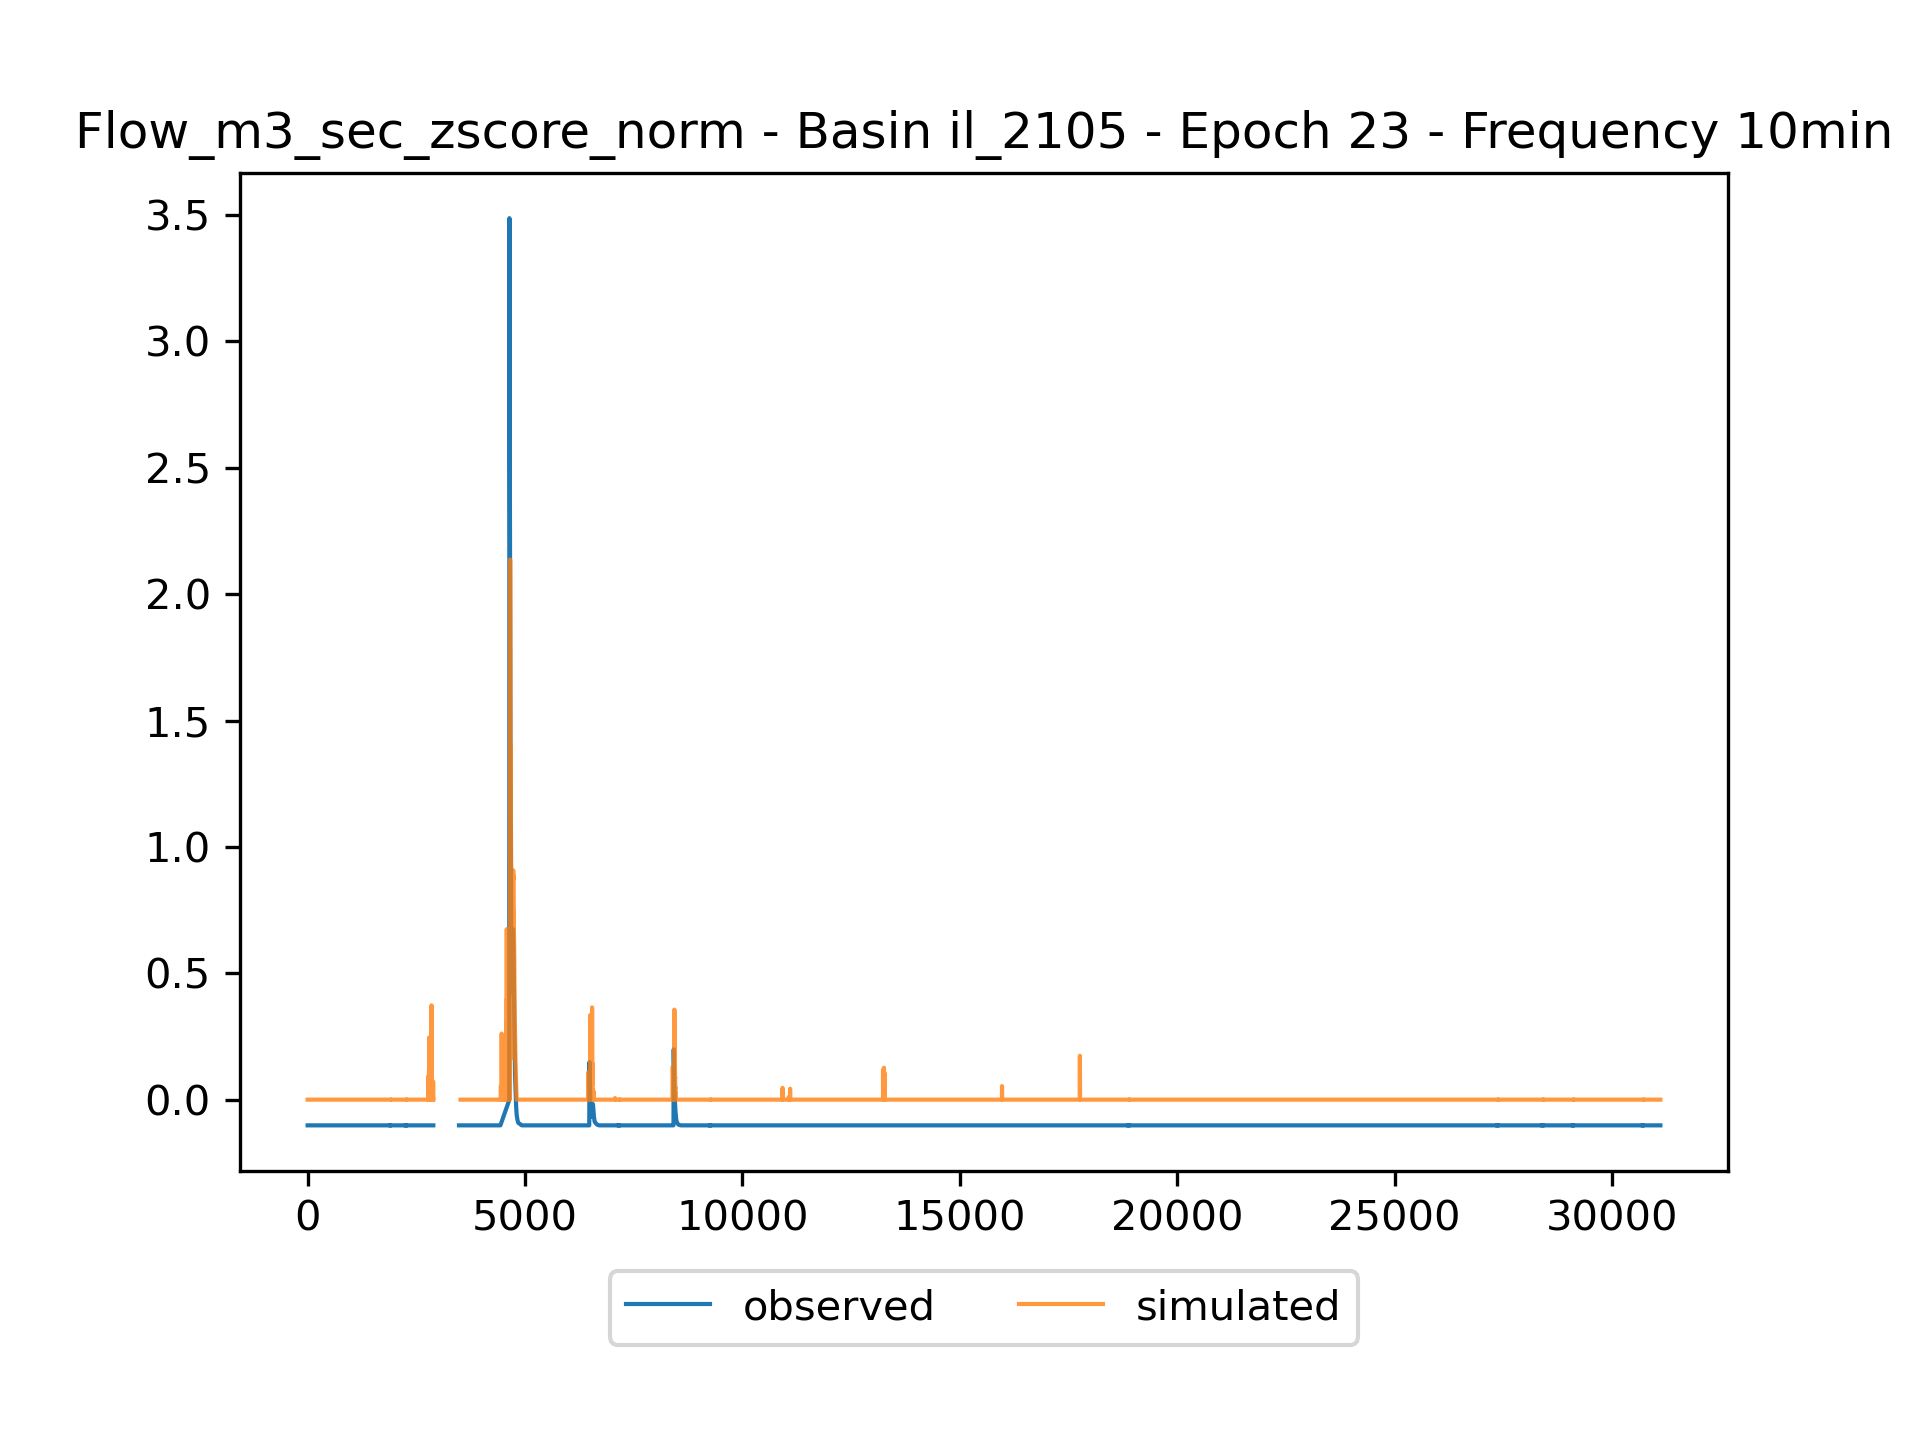 Flow_m3_sec_zscore_norm - Basin il_2105 - Epoch 23 - Frequency 10min
3.5
3.0
2.5
2.0
1.5
1.0
0.5
0.0
0 5000 10000 15000 20000 25000 30000
observed simulated